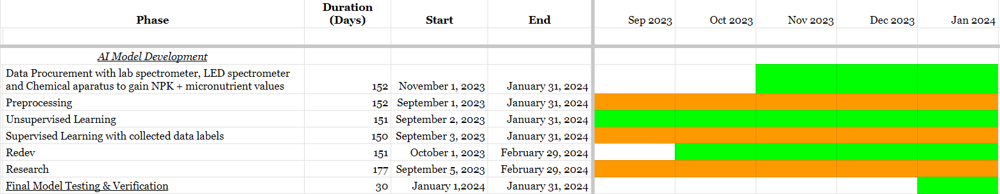 Phase Duration (Days) Start End Sep 2023 Oct 2023 Nov 2023 Dec 2023 Jan 2024
AI Model Development
Data Procurement with lab spectrometer, LED spectrometer
and Chemical aparatus to gain NPK + micronutrient values 152 November 1, 2023 January 31, 2024
Preprocessing 152 September 1, 2023 January 31, 2024
Unsupervised Learning 151 September 2, 2023 January 31, 2024
Supervised Learning with collected data labels 150 September 3, 2023 January 31, 2024
Redev 151 October 1, 2023 February 29, 2024
Research 177 September 5, 2023 February 29, 2024
Final Model Testing & Verification 30 January 1,2024 January 31, 2024